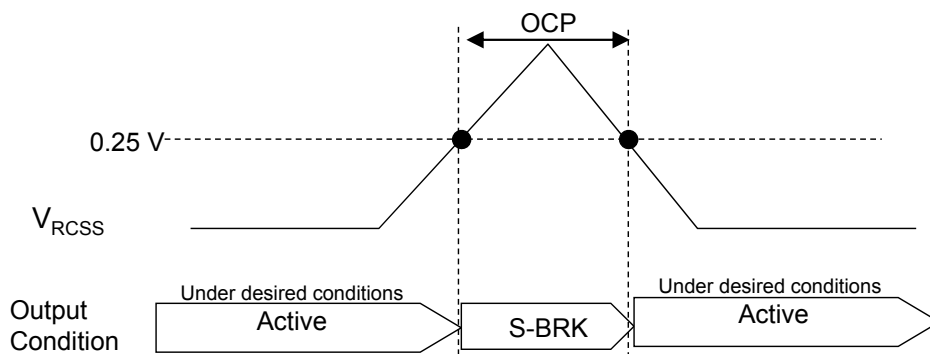 OCP
0.25 V
VRCSS
Output
Condition
Under desired conditions
Active
S-BRK
Under desired conditions
Active